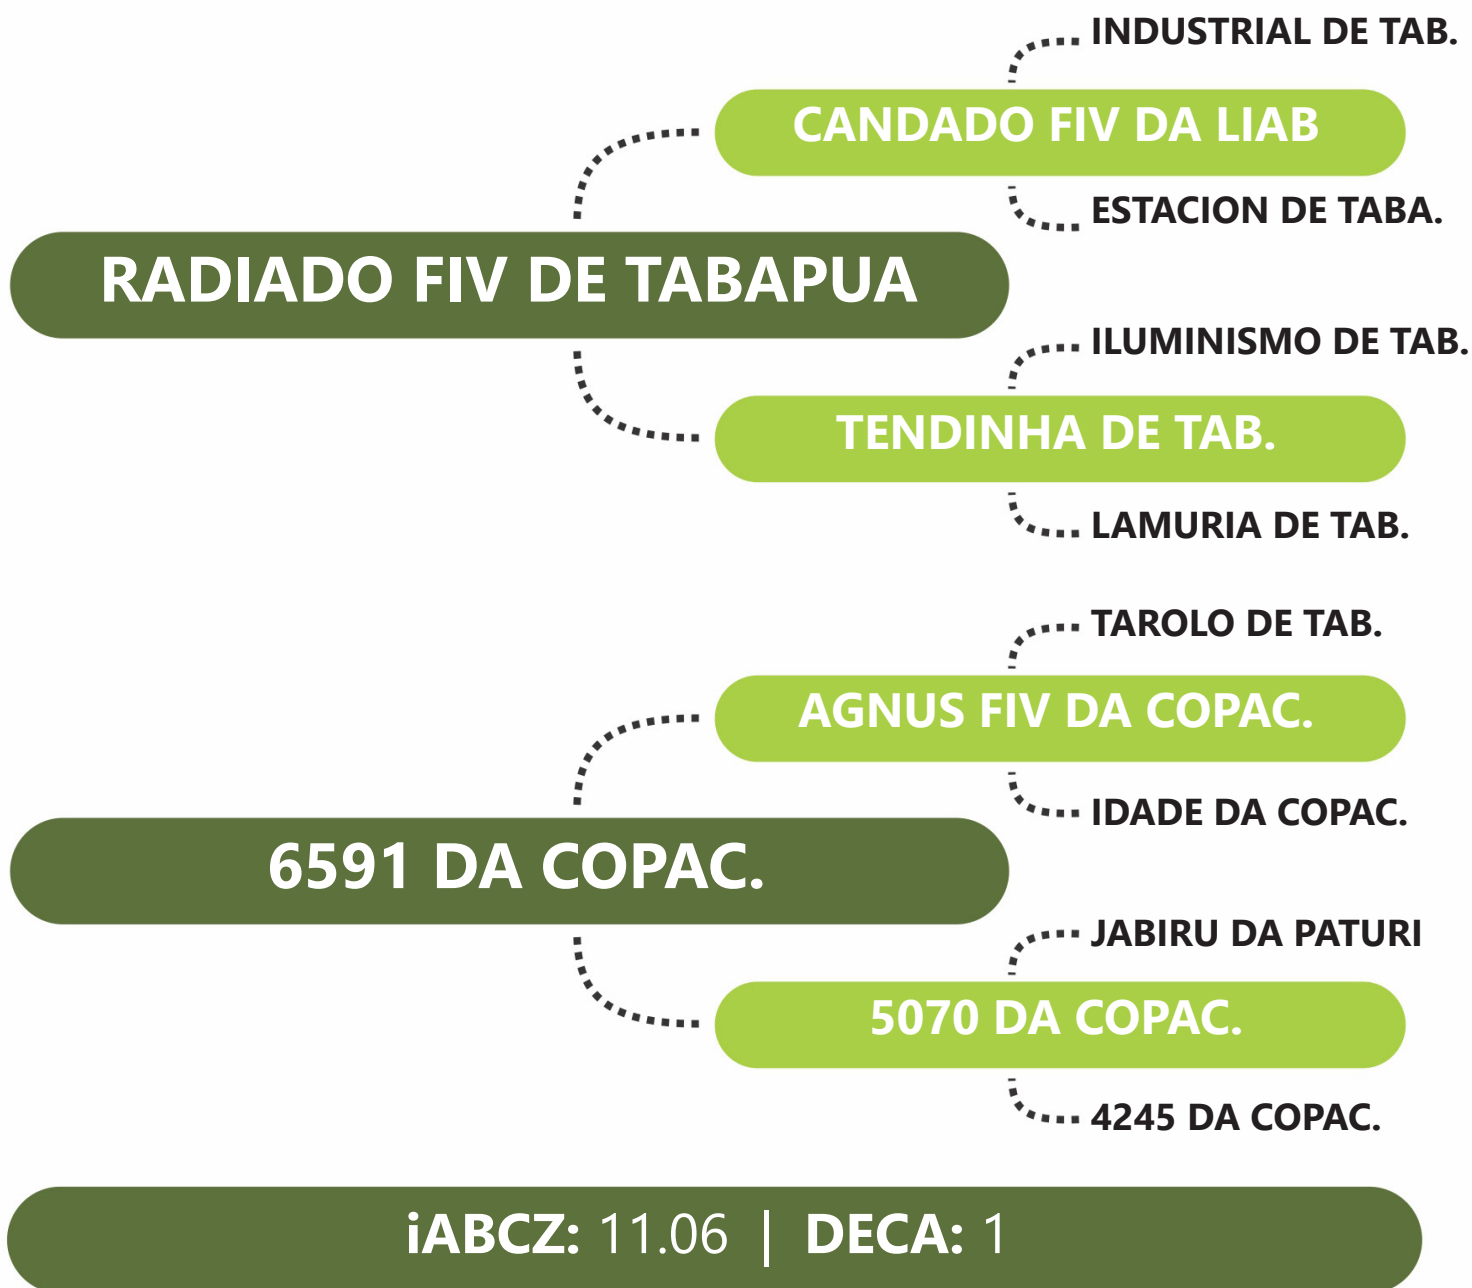 INDUSTRIAL DE TAB.
CANDADO FIV DA LIAB
ESTACION DE TABA.
RADIADO FIV DE TABAPUA
ILUMINISMO DE TAB.
TENDINHA DE TAB.
LAMURIA DE TAB.
TAROLO DE TAB.
AGNUS FIV DA COPAC.
IDADE DA COPAC.
6591 DA COPAC.
JABIRU DA PATURI
5070 DA COPAC.
4245 DA COPAC.
iABCZ: 11.06 | DECA: 1